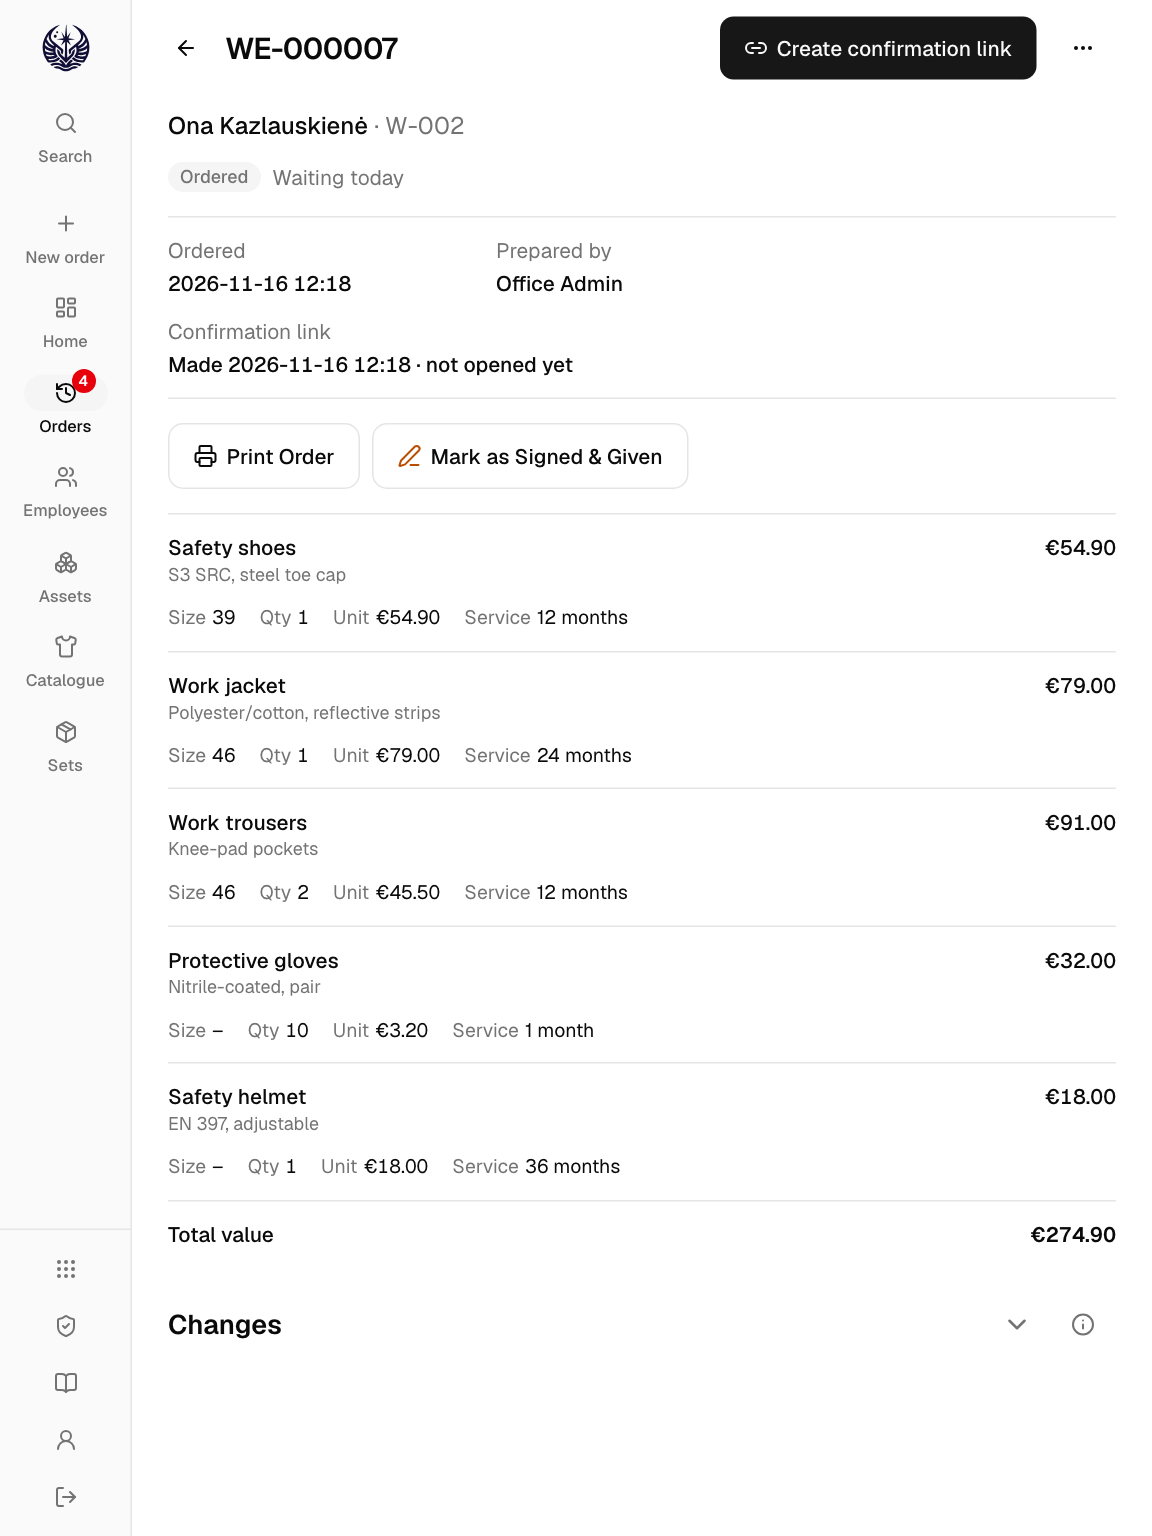 WE-000007
Create confirmation link
Ona Kazlauskienė · W-002
Ordered Waiting today
Ordered
2026-11-16 12:18
Prepared by
Office Admin
Confirmation link
Made 2026-11-16 12:18 · not opened yet
Print Order
Mark as Signed & Given
Safety shoes €54.90
S3 SRC, steel toe cap
Size 39 Qty 1 Unit €54.90 Service 12 months
Work jacket €79.00
Polyester/cotton, reflective strips
Size 46 Qty 1 Unit €79.00 Service 24 months
Work trousers €91.00
Knee-pad pockets
Size 46 Qty 2 Unit €45.50 Service 12 months
Protective gloves €32.00
Nitrile-coated, pair
Size – Qty 10 Unit €3.20 Service 1 month
Safety helmet €18.00
EN 397, adjustable
Size – Qty 1 Unit €18.00 Service 36 months
Total value €274.90
Changes
Search
New order
Home
4
Orders
Employees
Assets
Catalogue
Sets